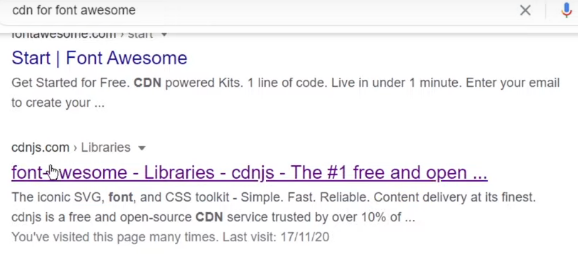 cdn for font awesome
fontawesome.com › start
Start | Font Awesome
Get Started for Free. CDN powered Kits. 1 line of code. Live in under 1 minute. Enter your email
to create your ...
cdnjs.com › Libraries
font-awesome - Libraries - cdnjs - The #1 free and open ...
The iconic SVG, font, and CSS toolkit - Simple. Fast. Reliable. Content delivery at its finest.
cdnjs is a free and open-source CDN service trusted by over 10% of ...
You've visited this page many times. Last visit: 17/11/20